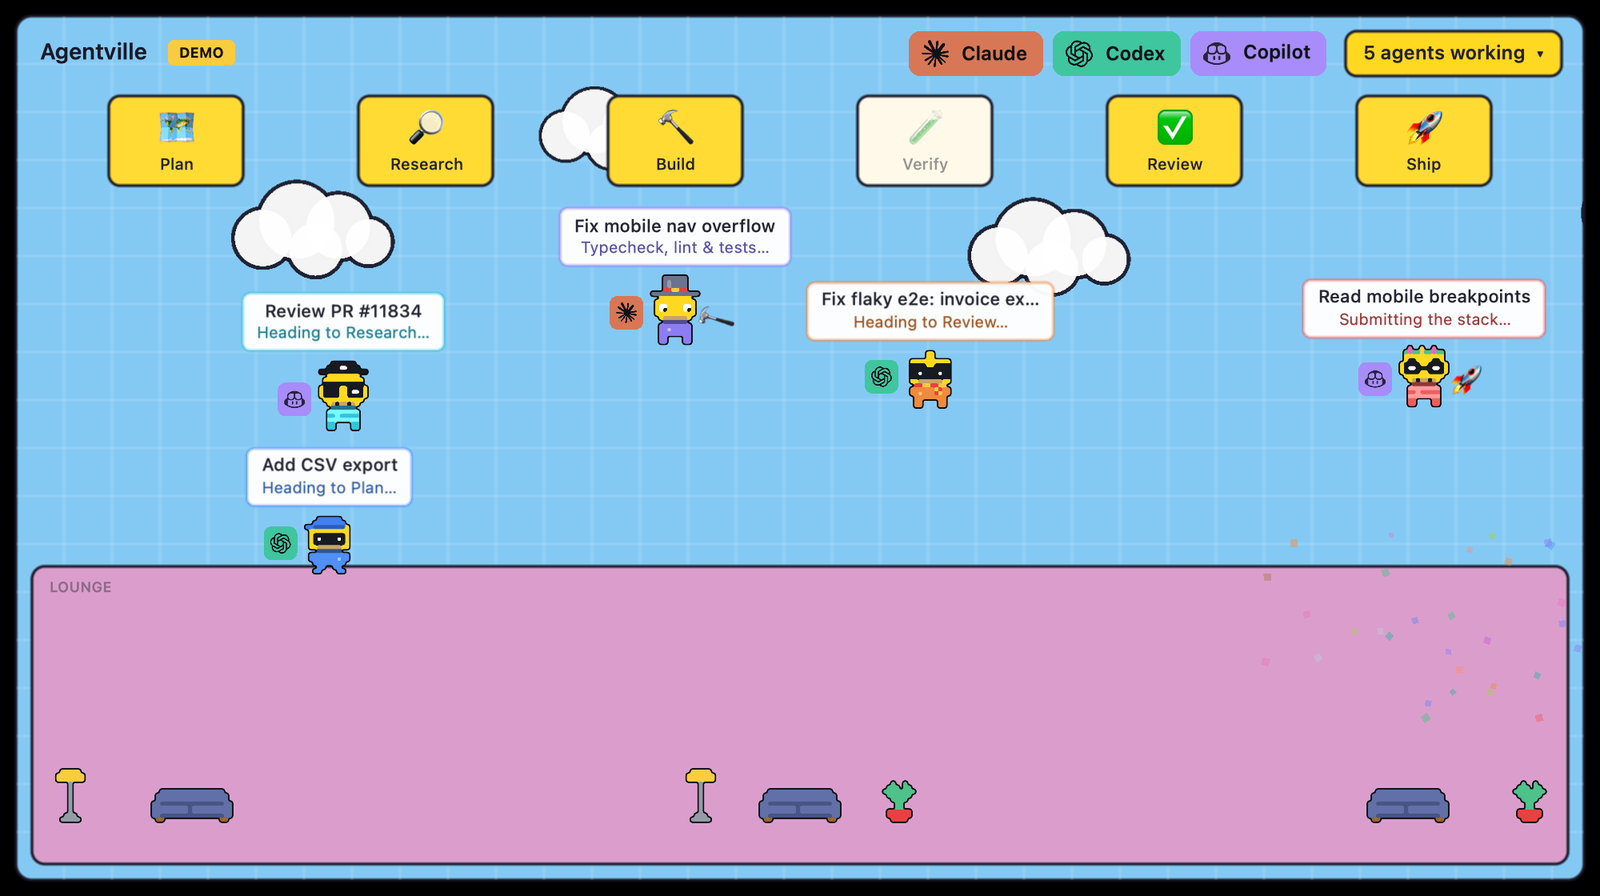 Agentville
DEMO
Claude
Codex
Copilot
5 agents working
Plan
Research
Build
Verify
Review
Ship
Fix mobile nav overflow
Typecheck, lint & tests...
Review PR #11834
Heading to Research...
Fix flaky e2e: invoice ex...
Heading to Review...
Read mobile breakpoints
Submitting the stack...
Add CSV export
Heading to Plan...
LOUNGE